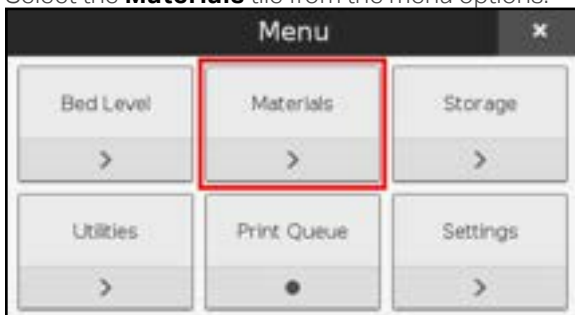 Select the Materials tile from the menu options.
Menu
Bed Level Materials Storage
Utilities Print Queue Settings